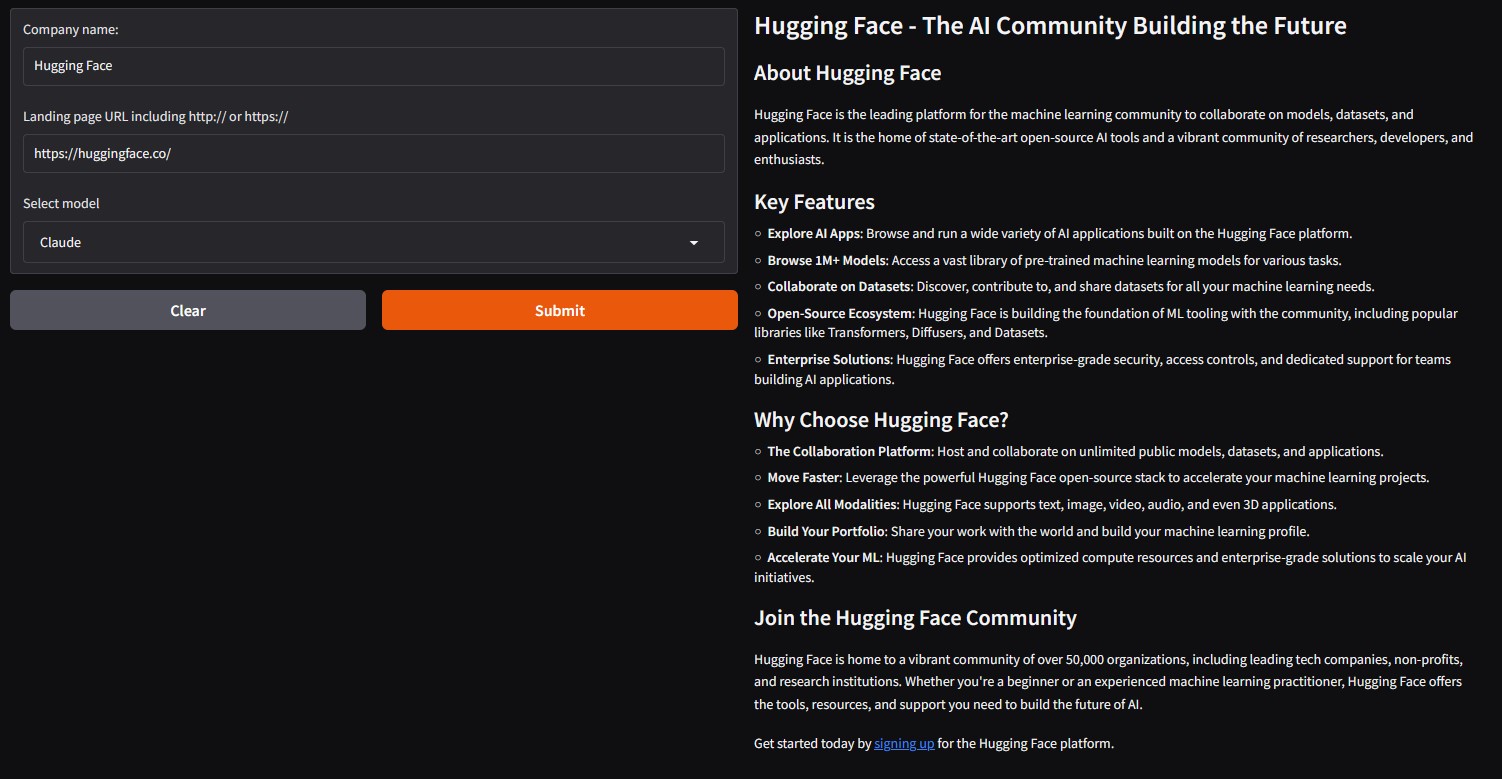 Company name:
Hugging Face
Landing page URL including http:// or https://
https://huggingface.co/
Select model
Claude
Clear
Submit
Hugging Face - The AI Community Building the Future
About Hugging Face
Hugging Face is the leading platform for the machine learning community to collaborate on models, datasets, and
applications. It is the home of state-of-the-art open-source AI tools and a vibrant community of researchers, developers, and
enthusiasts.
Key Features
○ Explore AI Apps: Browse and run a wide variety of AI applications built on the Hugging Face platform.
○ Browse 1M+ Models: Access a vast library of pre-trained machine learning models for various tasks.
○ Collaborate on Datasets: Discover, contribute to, and share datasets for all your machine learning needs.
○ Open-Source Ecosystem: Hugging Face is building the foundation of ML tooling with the community, including popular
libraries like Transformers, Diffusers, and Datasets.
○ Enterprise Solutions: Hugging Face offers enterprise-grade security, access controls, and dedicated support for teams
building AI applications.
Why Choose Hugging Face?
○ The Collaboration Platform: Host and collaborate on unlimited public models, datasets, and applications.
○ Move Faster: Leverage the powerful Hugging Face open-source stack to accelerate your machine learning projects.
○ Explore All Modalities: Hugging Face supports text, image, video, audio, and even 3D applications.
○ Build Your Portfolio: Share your work with the world and build your machine learning profile.
○ Accelerate Your ML: Hugging Face provides optimized compute resources and enterprise-grade solutions to scale your AI
initiatives.
Join the Hugging Face Community
Hugging Face is home to a vibrant community of over 50,000 organizations, including leading tech companies, non-profits,
and research institutions. Whether you're a beginner or an experienced machine learning practitioner, Hugging Face offers
the tools, resources, and support you need to build the future of AI.
Get started today by signing up for the Hugging Face platform.